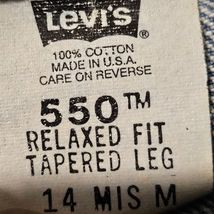 Levi's®
100% COTTON
MADE IN U.S.A.
CARE ON REVERSE
550™
RELAXED FIT
TAPERED LEG
14 MIS M